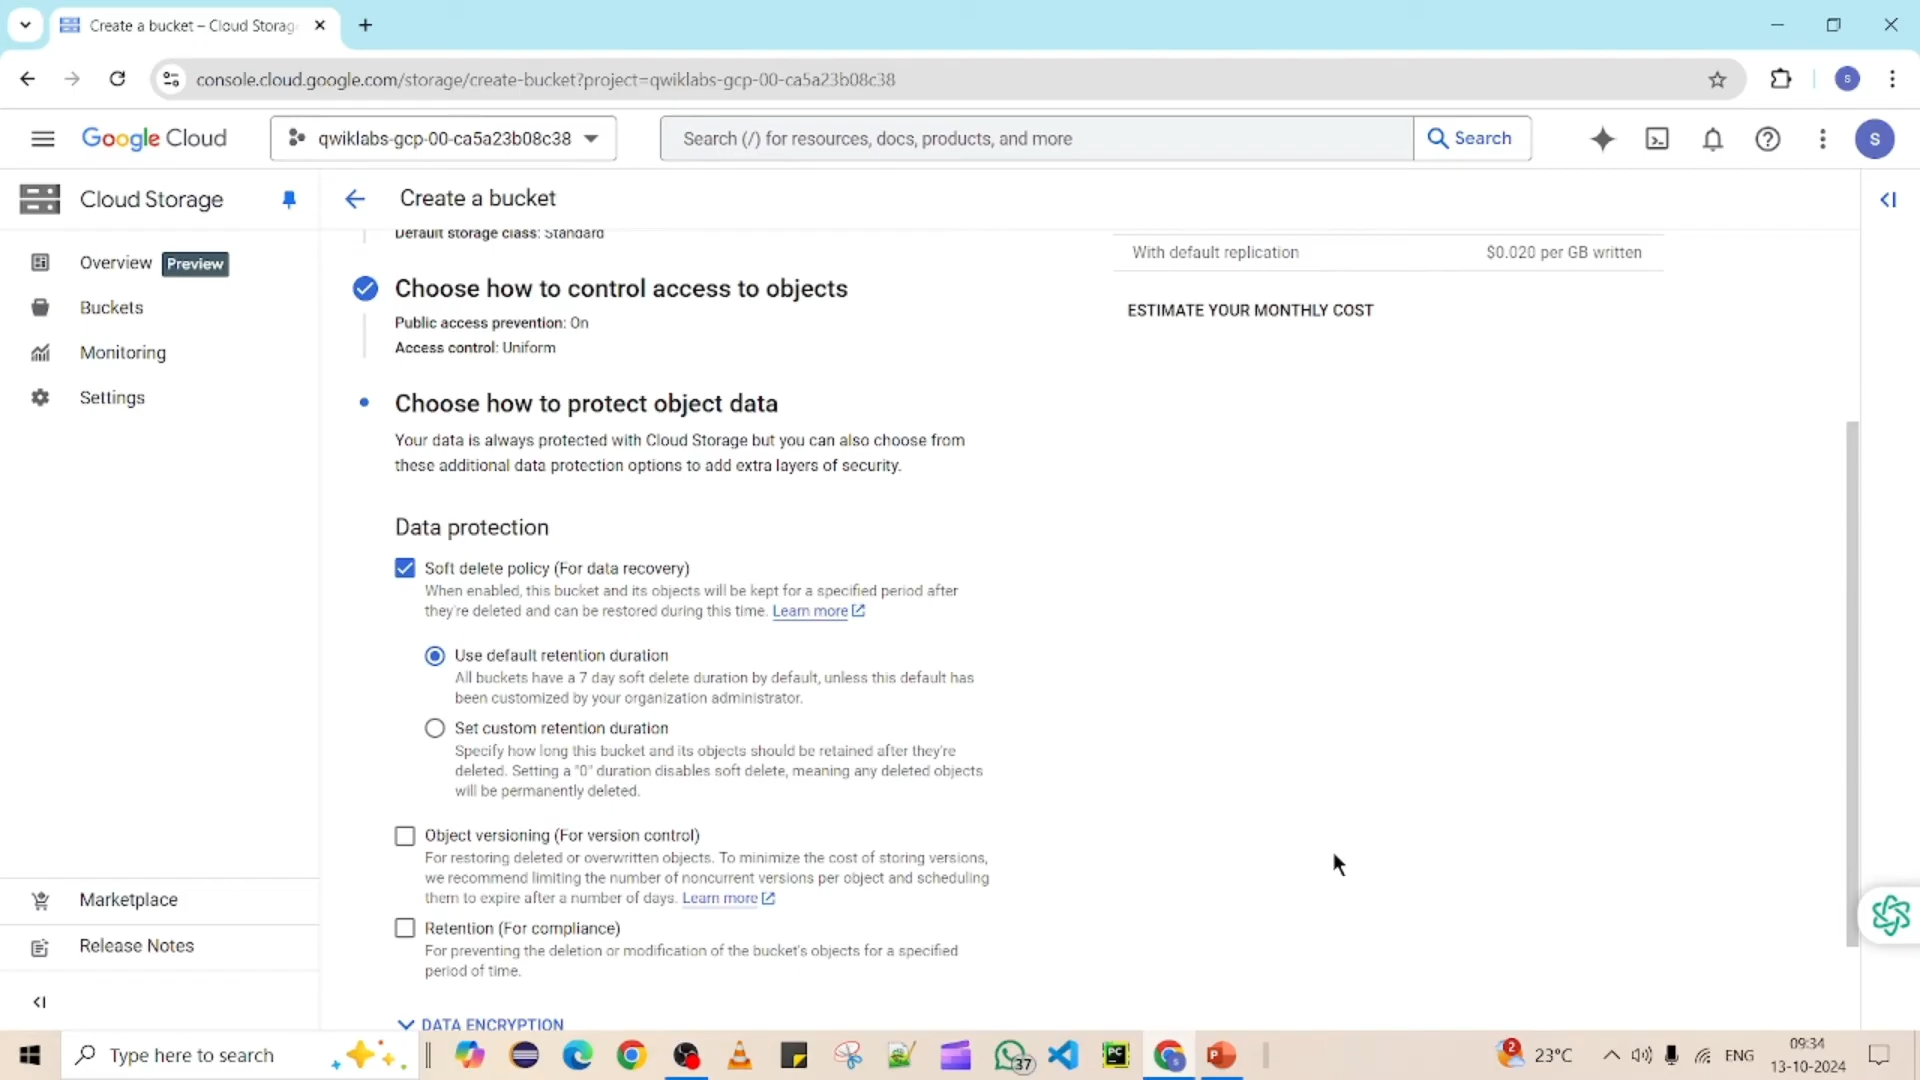 Create a bucket – Cloud Storag
console.cloud.google.com/storage/create-bucket?project=qwiklabs-gcp-00-ca5a23b08c38
S
Google Cloud
qwiklabs-gcp-00-ca5a23b08c38
Search (/) for resources, docs, products, and more
Search
S
Cloud Storage
Create a bucket
Overview
Preview
Buckets
Monitoring
Settings
Marketplace
Release Notes
Default storage class: Standard
Choose how to control access to objects
Public access prevention: On
Access control: Uniform
Choose how to protect object data
Your data is always protected with Cloud Storage but you can also choose from
these additional data protection options to add extra layers of security.
Data protection
Soft delete policy (For data recovery)
When enabled, this bucket and its objects will be kept for a specified period after
they're deleted and can be restored during this time. Learn more
Use default retention duration
All buckets have a 7 day soft delete duration by default, unless this default has
been customized by your organization administrator.
Set custom retention duration
Specify how long this bucket and its objects should be retained after they're
deleted. Setting a "0" duration disables soft delete, meaning any deleted objects
will be permanently deleted.
Object versioning (For version control)
For restoring deleted or overwritten objects. To minimize the cost of storing versions,
we recommend limiting the number of noncurrent versions per object and scheduling
them to expire after a number of days. Learn more
Retention (For compliance)
For preventing the deletion or modification of the bucket's objects for a specified
period of time.
DATA ENCRYPTION
With default replication $0.020 per GB written
ESTIMATE YOUR MONTHLY COST
Type here to search
37
PC
P
2
23°C
ENG
09:34
13-10-2024